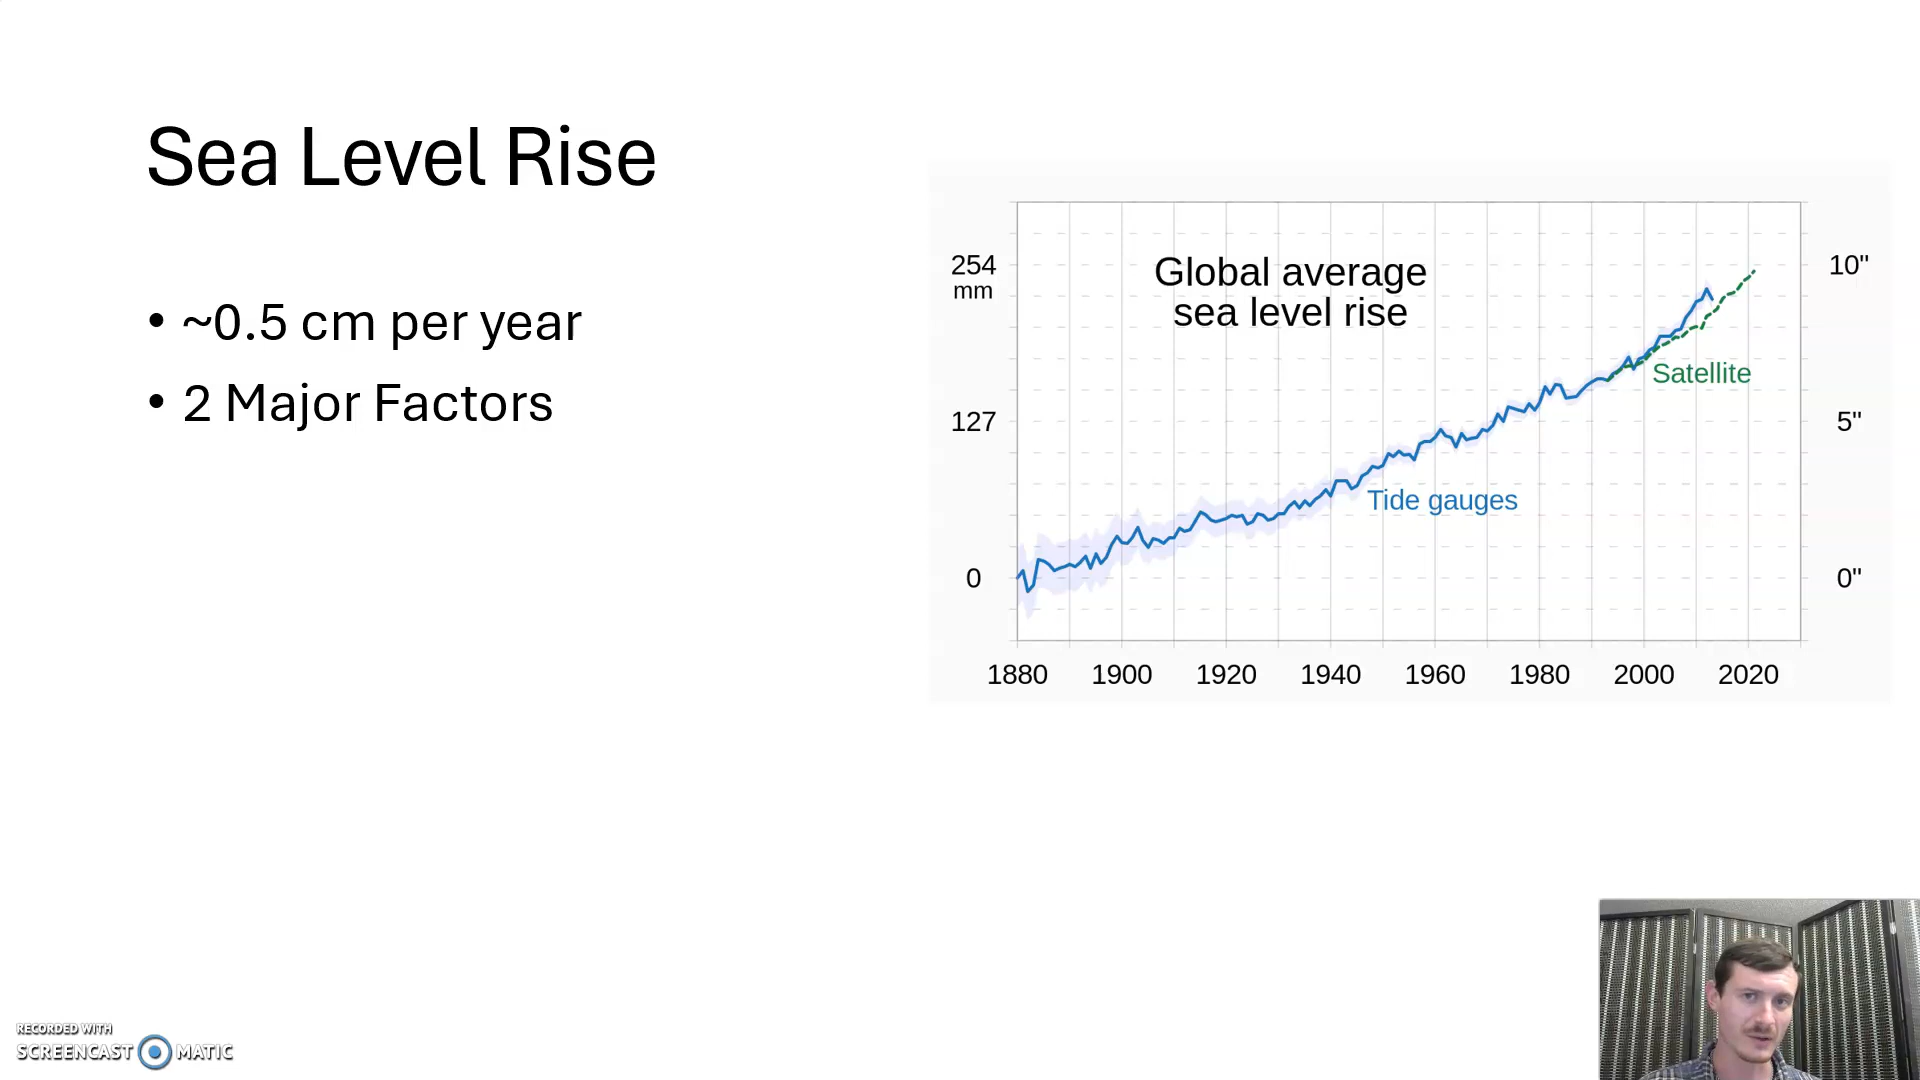 Sea Level Rise
• ~0.5 cm per year
• 2 Major Factors
Global average
sea level rise
254
mm
127
0
10"
5"
0"
Satellite
Tide gauges
1880 1900 1920 1940 1960 1980 2000 2020
RECORDED WITH
SCREENCAST MATIC